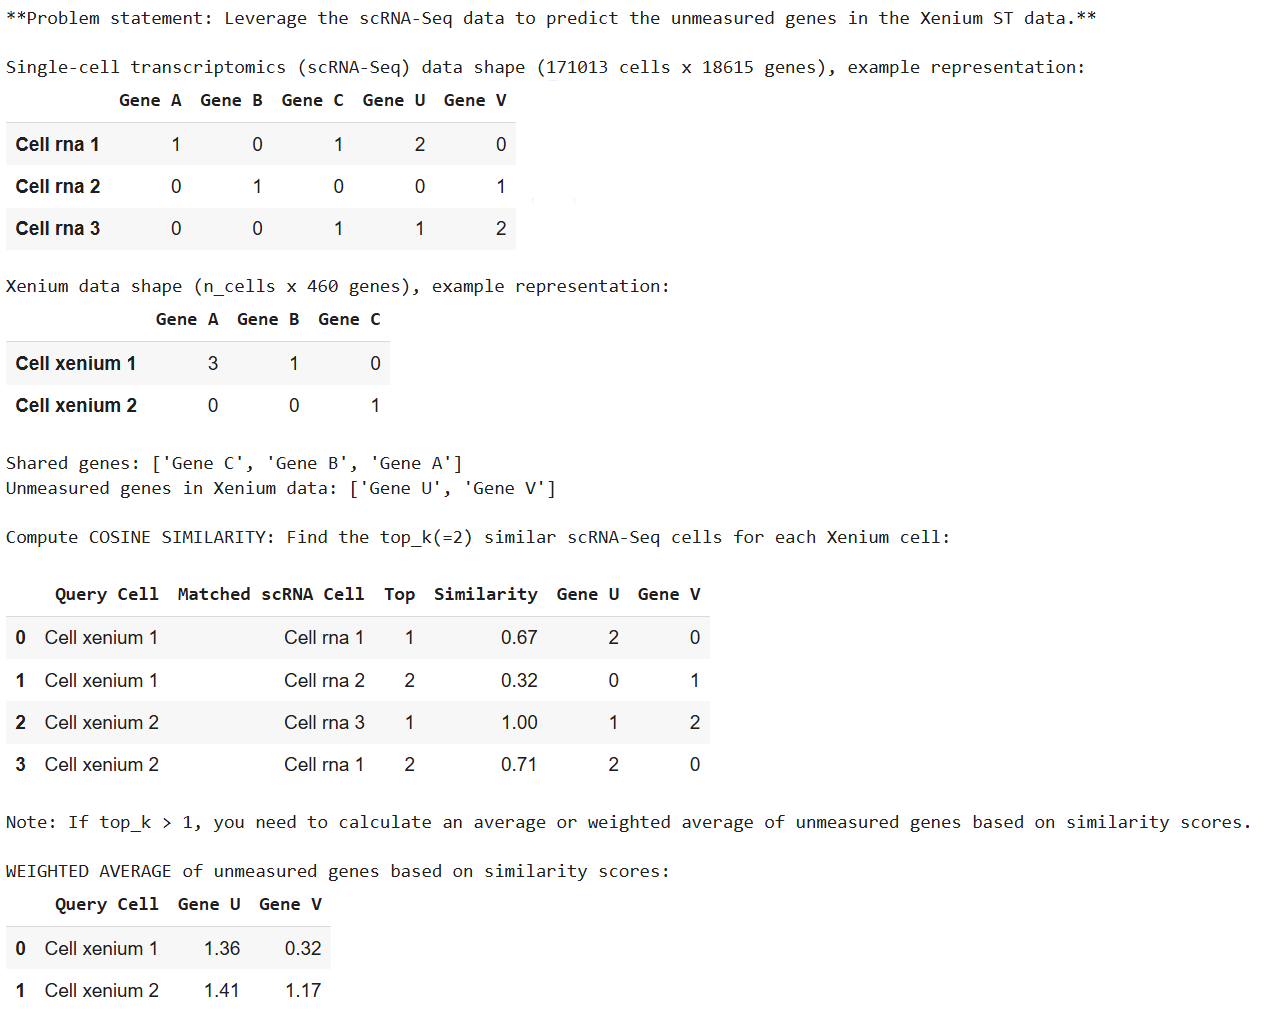 **Problem statement: Leverage the scRNA-Seq data to predict the unmeasured genes in the Xenium ST data.**
Single-cell transcriptomics (scRNA-Seq) data shape (171013 cells x 18615 genes), example representation:
Gene A Gene B Gene C Gene U Gene V
Cell rna 1 1 0 1 2 0
Cell rna 2 0 1 0 0 1
Cell rna 3 0 0 1 1 2
Xenium data shape (n_cells x 460 genes), example representation:
Gene A Gene B Gene C
Cell xenium 1 3 1 0
Cell xenium 2 0 0 1
Shared genes: ['Gene C', 'Gene B', 'Gene A']
Unmeasured genes in Xenium data: ['Gene U', 'Gene V']
Compute COSINE SIMILARITY: Find the top_k(=2) similar scRNA-Seq cells for each Xenium cell:
Query Cell Matched scRNA Cell Top Similarity Gene U Gene V
0 Cell xenium 1 Cell rna 1 1 0.67 2 0
1 Cell xenium 1 Cell rna 2 2 0.32 0 1
2 Cell xenium 2 Cell rna 3 1 1.00 1 2
3 Cell xenium 2 Cell rna 1 2 0.71 2 0
Note: If top_k > 1, you need to calculate an average or weighted average of unmeasured genes based on similarity scores.
WEIGHTED AVERAGE of unmeasured genes based on similarity scores:
Query Cell Gene U Gene V
0 Cell xenium 1 1.36 0.32
1 Cell xenium 2 1.41 1.17